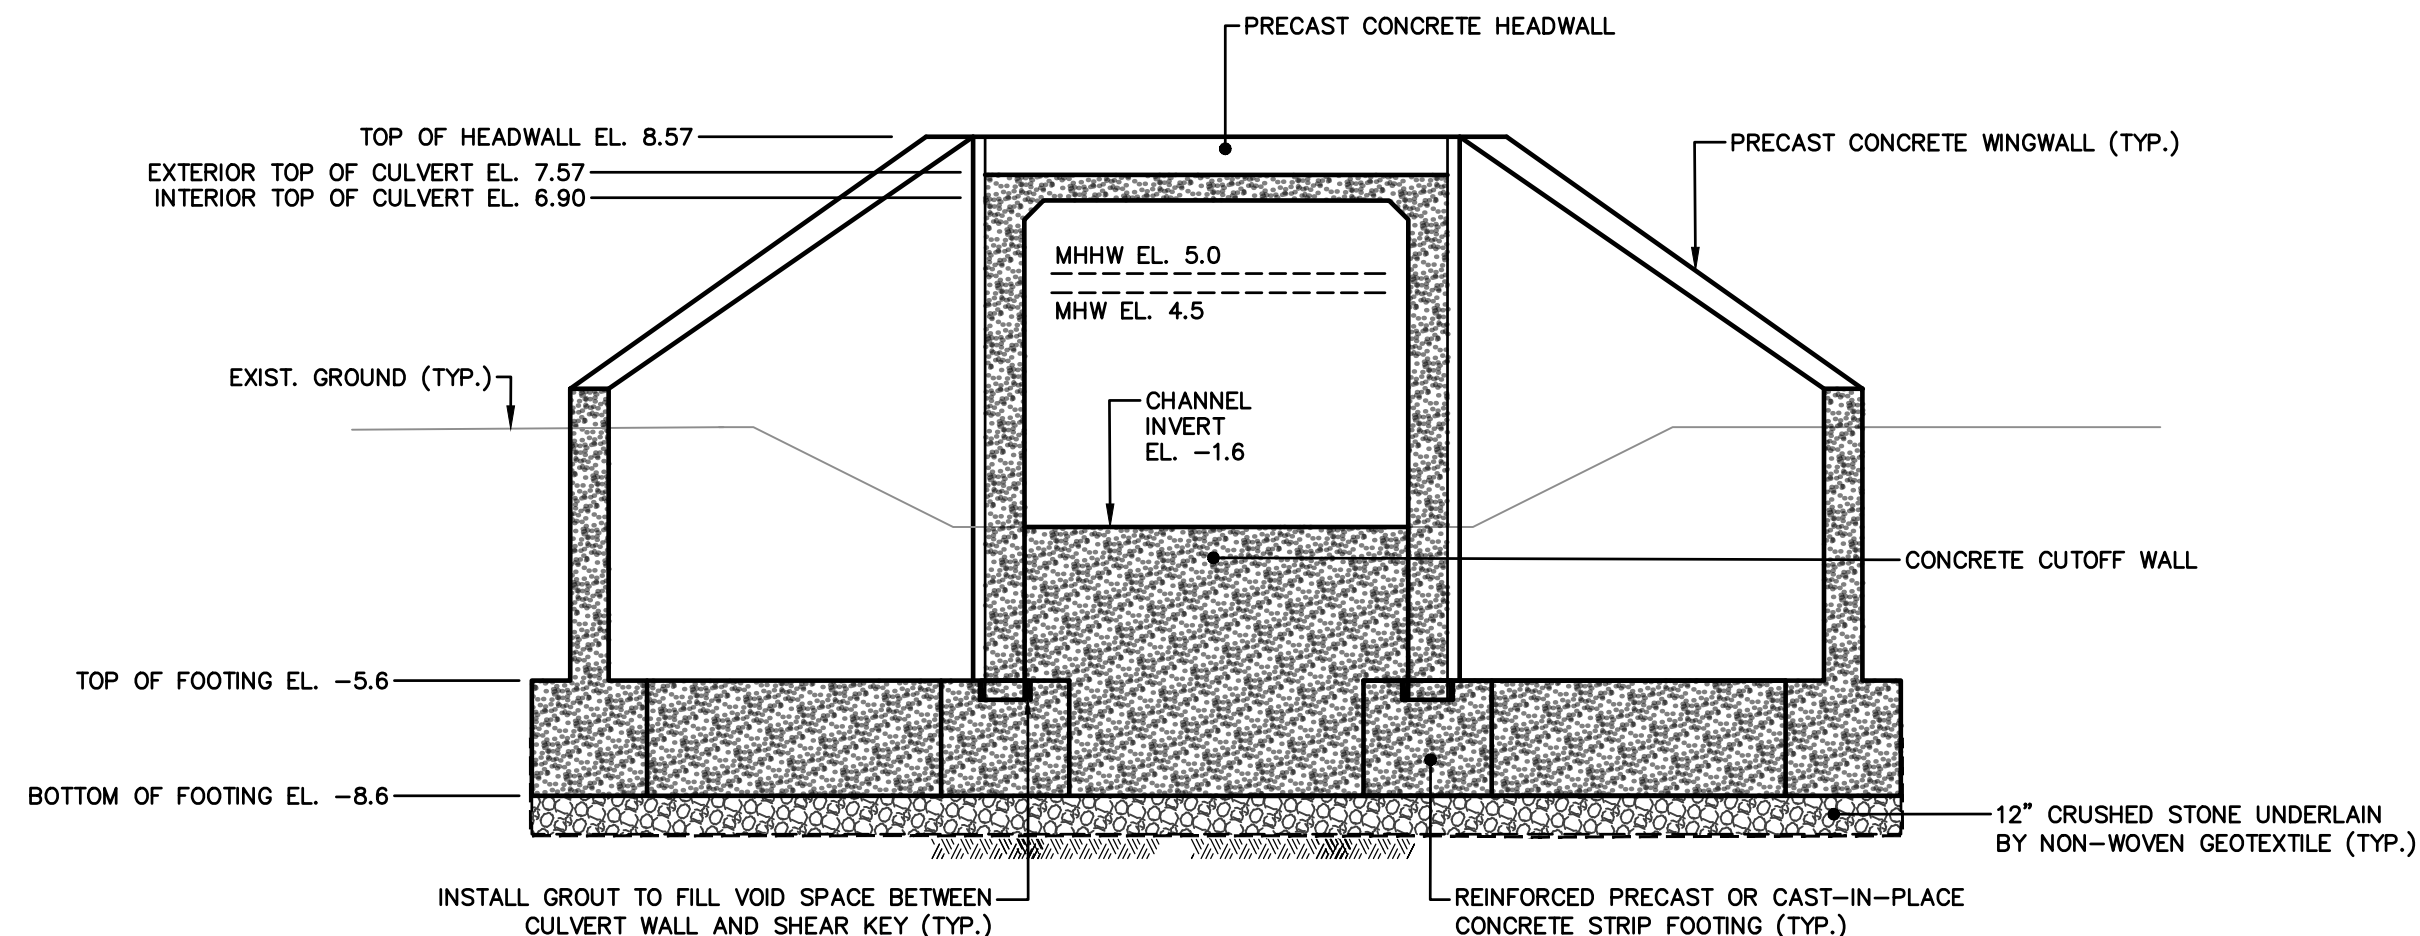 PRECAST CONCRETE HEADWALL
TOP OF HEADWALL EL. 8.57
PRECAST CONCRETE WINGWALL (TYP.)
EXTERIOR TOP OF CULVERT EL. 7.57
INTERIOR TOP OF CULVERT EL. 6.90
MHHW EL. 5.0
MHW EL. 4.5
EXIST. GROUND (TYP.)
CHANNEL
INVERT
EL. -1.6
CONCRETE CUTOFF WALL
TOP OF FOOTING EL. -5.6
BOTTOM OF FOOTING EL. -8.6
12" CRUSHED STONE UNDERLAIN
BY NON-WOVEN GEOTEXTILE (TYP.)
INSTALL GROUT TO FILL VOID SPACE BETWEEN
CULVERT WALL AND SHEAR KEY (TYP.)
REINFORCED PRECAST OR CAST-IN-PLACE
CONCRETE STRIP FOOTING (TYP.)